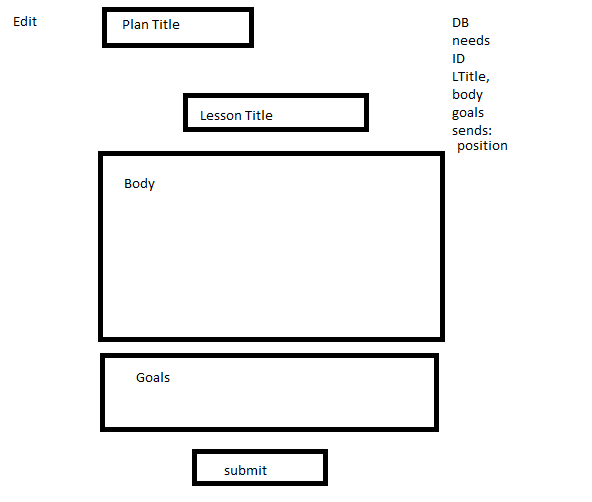 Edit
Plan Title
Lesson Title
Body
Goals
submit
DB
needs
ID
LTitle,
body
goals
sends:
position